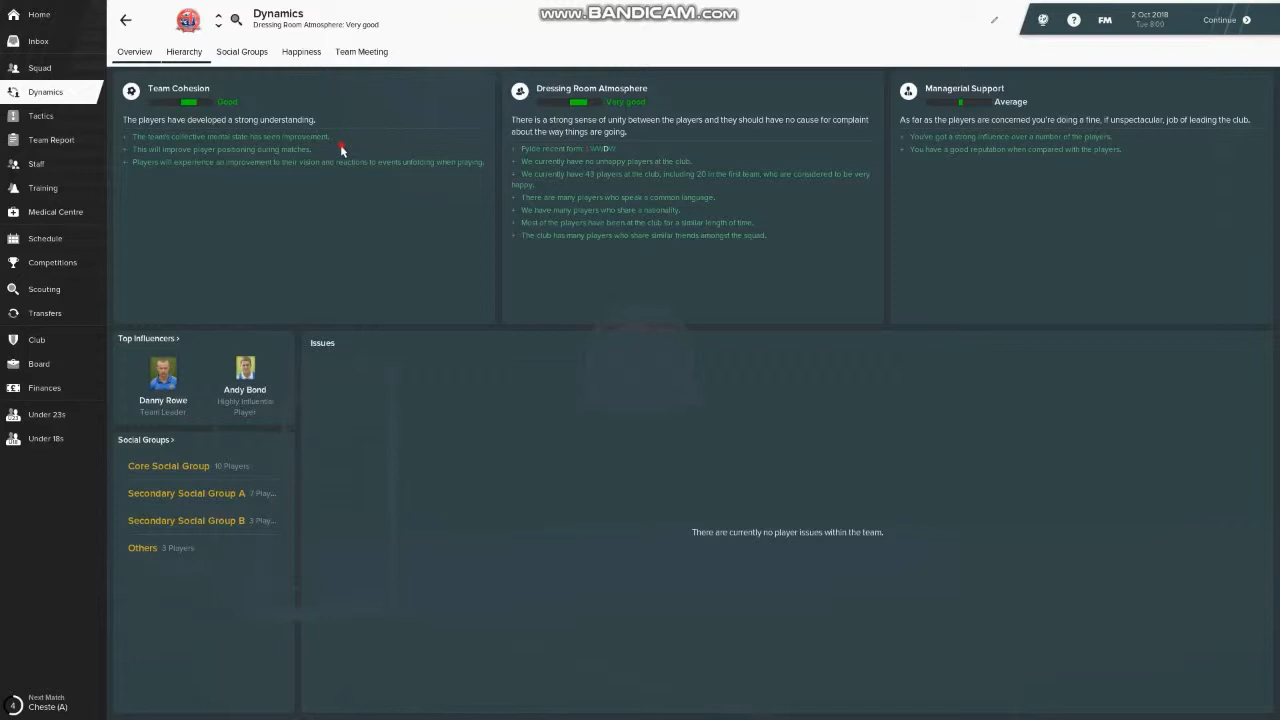 www.BANDICAM.com
Home
Inbox
Squad
Dynamics
Tactics
Team Report
Staff
Training
Medical Centre
Schedule
Competitions
Scouting
Transfers
Club
Board
Finances
Under 23s
Under 18s
4
Next Match
Cheste (A)
Dynamics
Dressing Room Atmosphere: Very good
?
FM
2 Oct 2018
Tue 8:00
Continue
Overview
Hierarchy
Social Groups
Happiness
Team Meeting
Team Cohesion
Good
The players have developed a strong understanding.
+ The team's collective mental state has seen improvement.
+ This will improve player positioning during matches.
+ Players will experience an improvement to their vision and reactions to events unfolding when playing.
Dressing Room Atmosphere
Very good
There is a strong sense of unity between the players and they should have no cause for complaint
about the way things are going.
+ Fylde recent form:
+ We currently have no unhappy players at the club.
+ We currently have 43 players at the club, including 20 in the first team, who are considered to be very
happy.
+ There are many players who speak a common language.
+ We have many players who share a nationality.
+ Most of the players have been at the club for a similar length of time.
+ The club has many players who share similar friends amongst the squad.
Managerial Support
Average
As far as the players are concerned you're doing a fine, if unspectacular, job of leading the club.
+ You've got a strong influence over a number of the players.
+ You have a good reputation when compared with the players.
Top Influencers >
Danny Rowe
Team Leader
Andy Bond
Highly Influential
Player
Social Groups >
Core Social Group 10 Players
Secondary Social Group A 7 Play...
Secondary Social Group B 3 Play...
Others 3 Players
Issues
There are currently no player issues within the team.